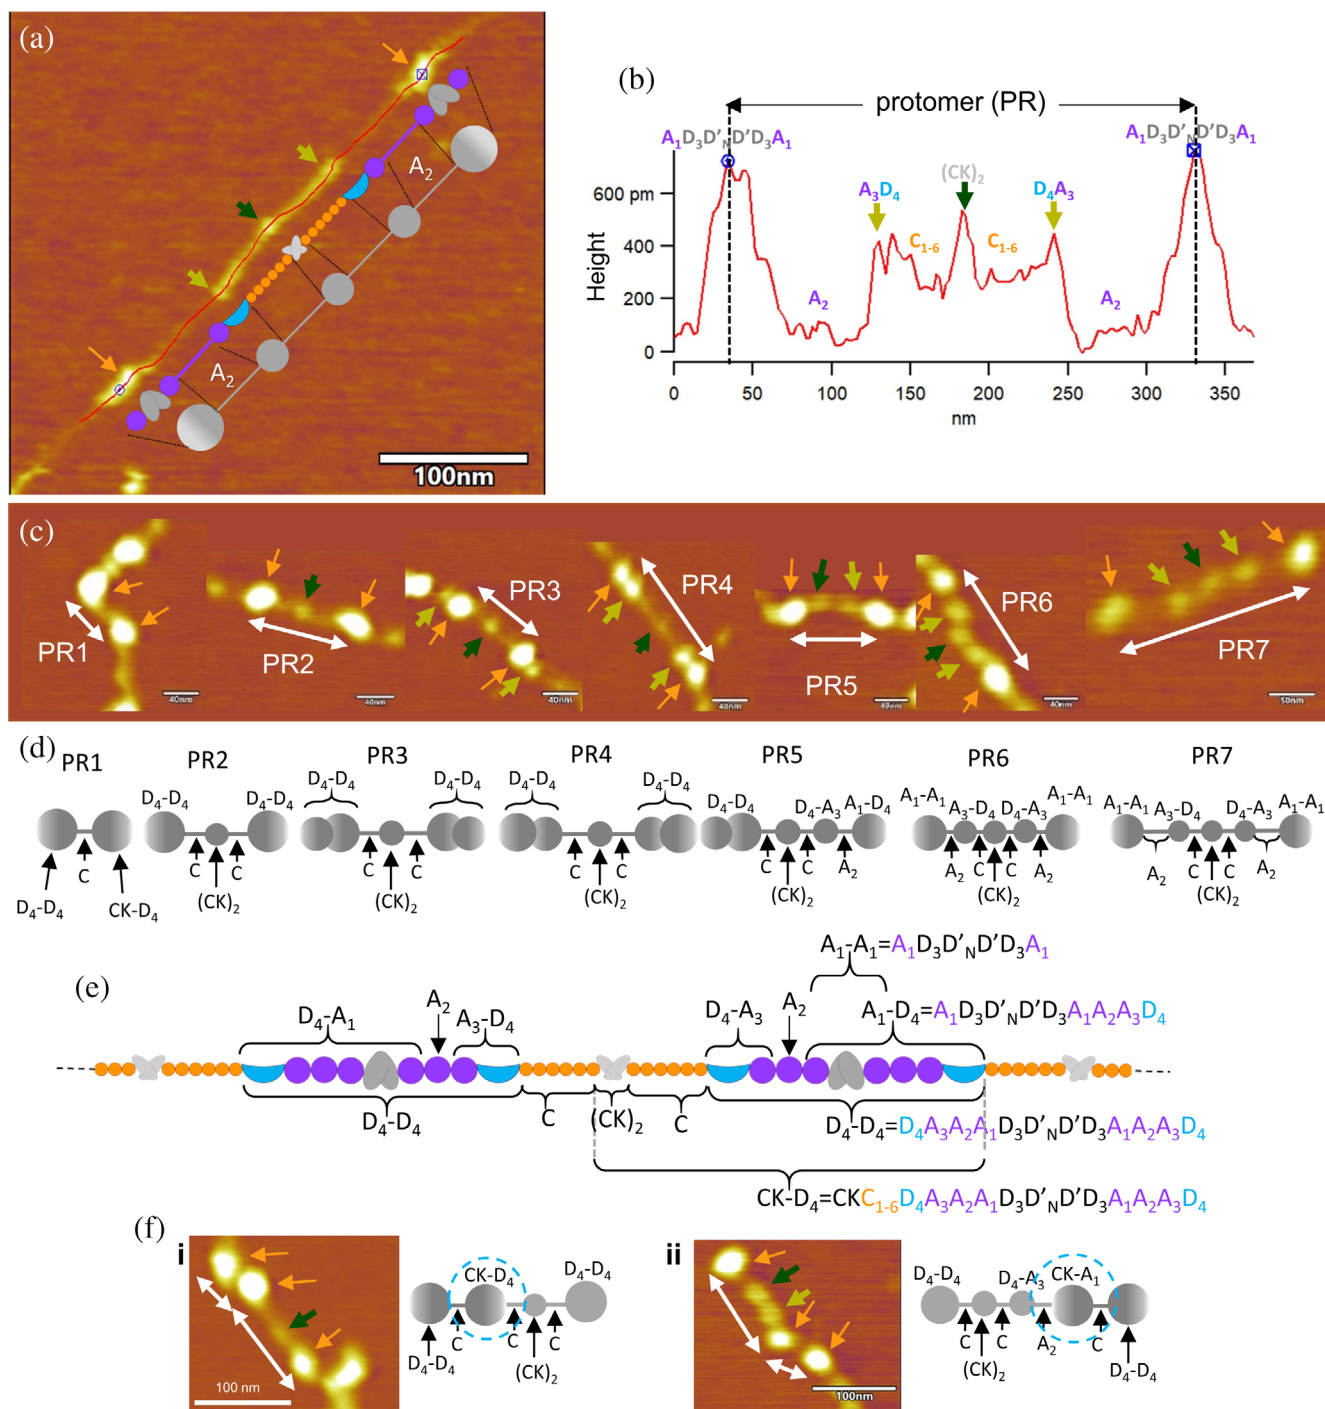 (a)
A₂
A₂
100nm
(b)
protomer (PR)
A₁D₃D'ₙD'D₃A₁
A₁D₃D'ₙD'D₃A₁
(CK)₂
A₃D₄
D₄A₃
C₁₋₆
C₁₋₆
A₂
A₂
Height
600 pm
400
200
0
0 50 100 150 200 250 300 350
nm
(c)
PR1
40nm
PR2
40nm
PR3
40nm
PR4
40nm
PR5
40nm
PR6
40nm
PR7
50nm
(d)
PR1 PR2 PR3 PR4 PR5 PR6 PR7
D₄-D₄
C
CK-D₄
D₄-D₄ D₄-D₄
C C
(CK)₂
D₄-D₄ D₄-D₄
C C
(CK)₂
D₄-D₄ D₄-D₄
C C
(CK)₂
D₄-D₄ D₄-A₃ A₁-D₄
C C A₂
(CK)₂
A₁-A₁ A₃-D₄ D₄-A₃ A₁-A₁
A₂ C C A₂
(CK)₂
A₁-A₁ A₃-D₄ D₄-A₃ A₁-A₁
A₂ C C A₂
(CK)₂
(e)
A₁-A₁=A₁D₃D'ₙD'D₃A₁
D₄-A₁ A₂ A₃-D₄ D₄-A₃ A₂ A₁-D₄=A₁D₃D'ₙD'D₃A₁A₂A₃D₄
D₄-D₄ C (CK)₂ C D₄-D₄=D₄A₃A₂A₁D₃D'ₙD'D₃A₁A₂A₃D₄
CK-D₄=CKC₁₋₆D₄A₃A₂A₁D₃D'ₙD'D₃A₁A₂A₃D₄
(f)
i
100 nm
CK-D₄ D₄-D₄
C C C
D₄-D₄ (CK)₂
ii
100nm
D₄-D₄ D₄-A₃ CK-A₁
C C A₂ C
(CK)₂ D₄-D₄